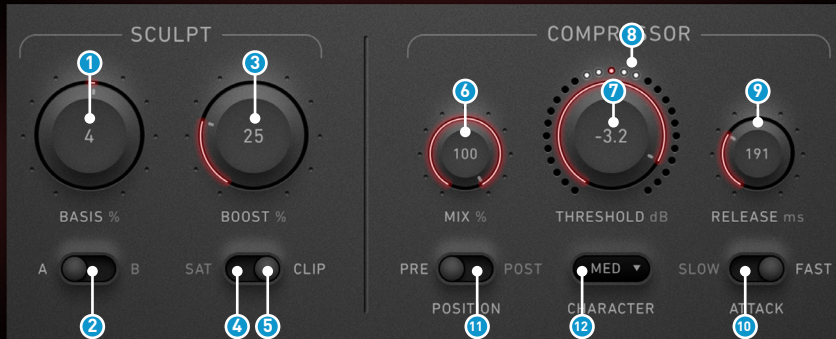 SCULPT
COMPRESSOR
1 3 8
6 7 9
4 25 100 -3.2 191
BASIS % BOOST % MIX % THRESHOLD dB RELEASE ms
A B SAT CLIP PRE POST MED ▼ SLOW FAST
POSITION CHARACTER ATTACK
2 4 5 11 12 10